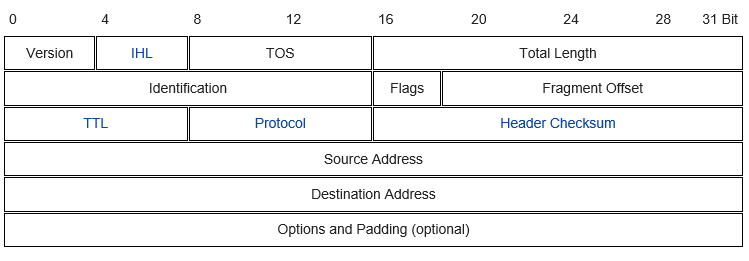 0 4 8 12 16 20 24 28 31 Bit
Version IHL TOS Total Length
Identification Flags Fragment Offset
TTL Protocol Header Checksum
Source Address
Destination Address
Options and Padding (optional)